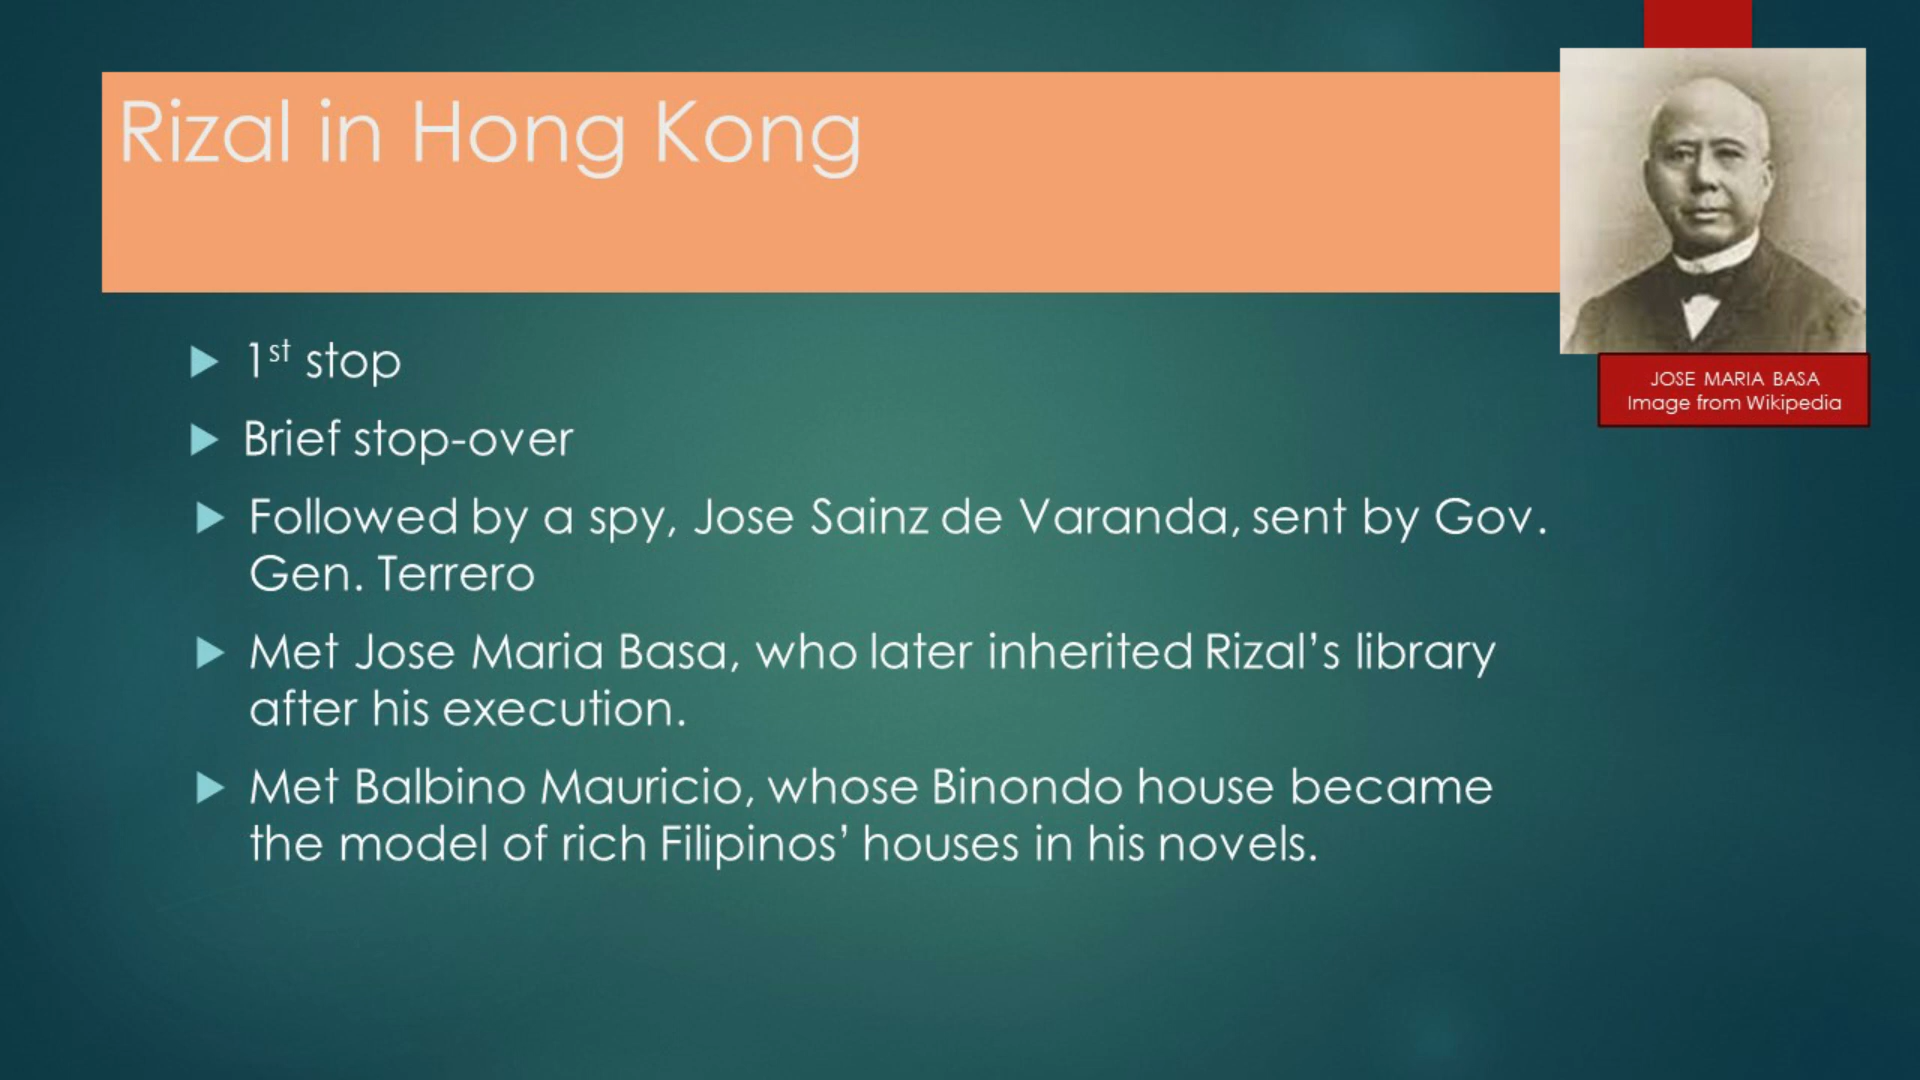 Rizal in Hong Kong
JOSE MARIA BASA
Image from Wikipedia
1st stop
Brief stop-over
Followed by a spy, Jose Sainz de Varanda, sent by Gov.
Gen. Terrero
Met Jose Maria Basa, who later inherited Rizal’s library
after his execution.
Met Balbino Mauricio, whose Binondo house became
the model of rich Filipinos’ houses in his novels.